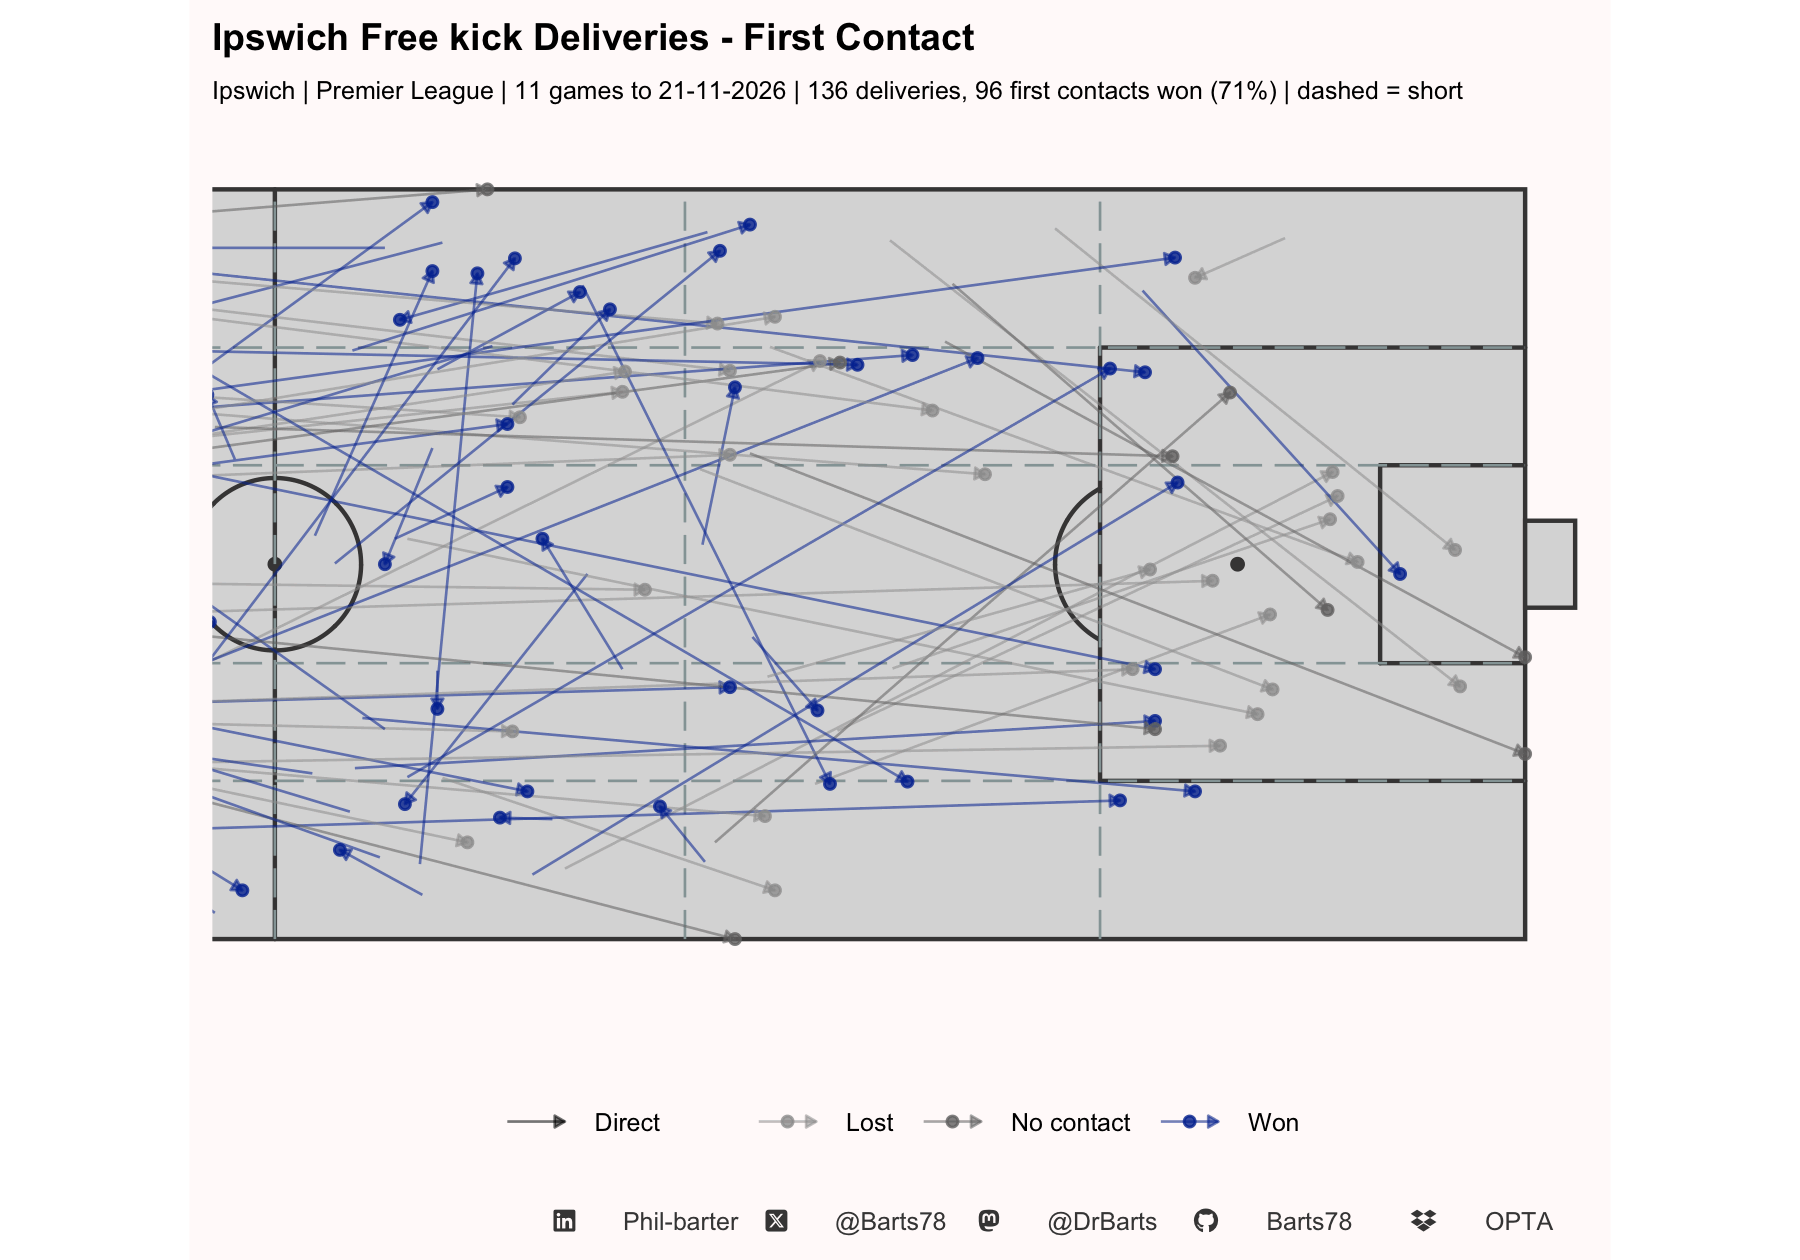 Ipswich Free kick Deliveries - First Contact
Ipswich | Premier League | 11 games to 21-11-2026 | 136 deliveries, 96 first contacts won (71%) | dashed = short
Direct Lost No contact Won
Phil-barter @Barts78 @DrBarts Barts78 OPTA